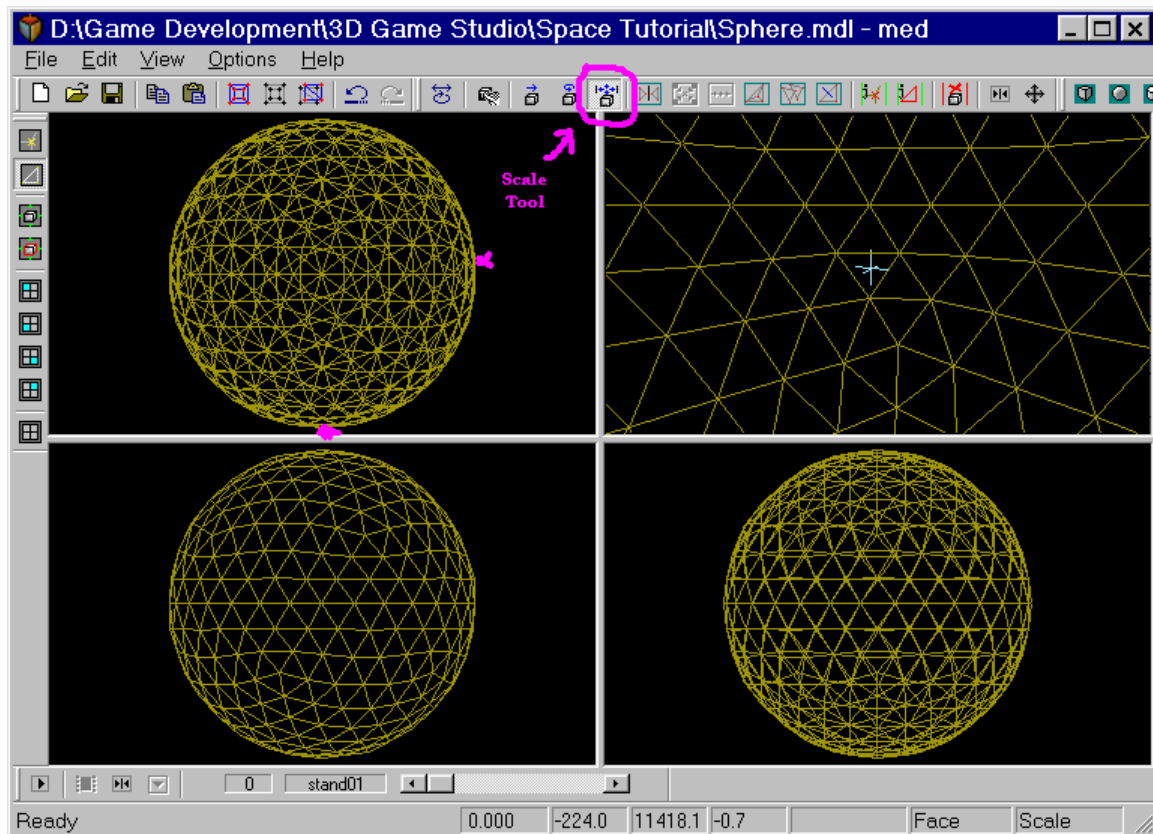 D:\Game Development\3D Game Studio\Space Tutorial\Sphere.mdl - med
File Edit View Options Help
Scale
Tool
0 stand01
Ready 0.000 -224.0 11418.1 -0.7 Face Scale